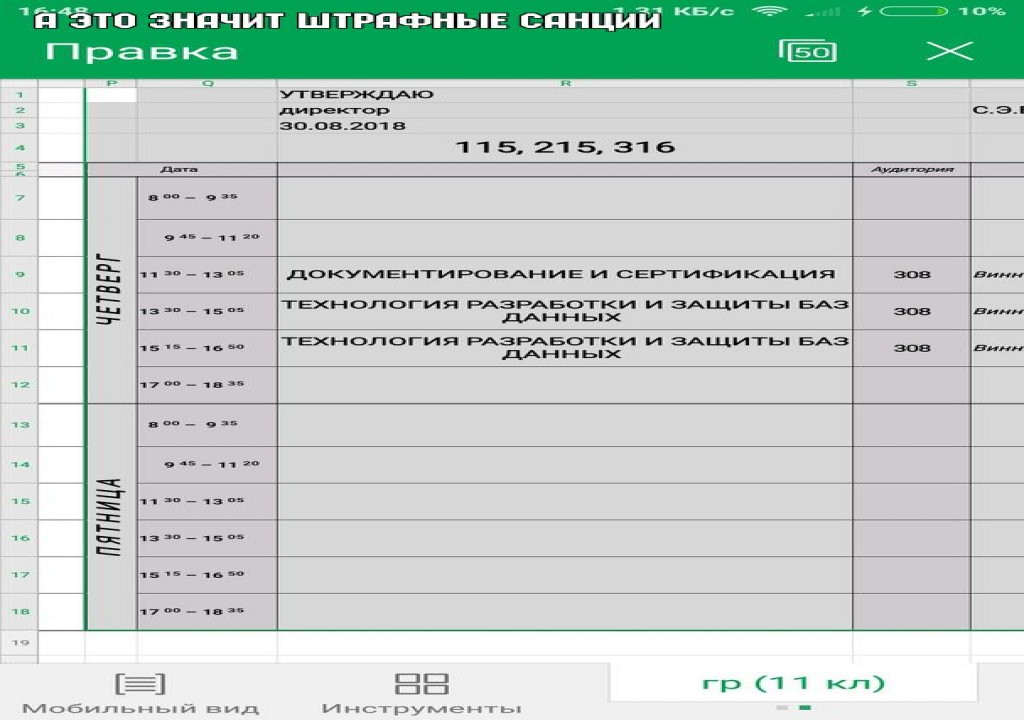 16:48 1.31 КБ/с 10%
А ЭТО ЗНАЧИТ ШТРАФНЫЕ САНЦИИ
Правка 50
P Q R S
1 УТВЕРЖДАЮ
2 директор С.Э.
3 30.08.2018
4 115, 215, 316
5 Дата Аудитория
6
ЧЕТВЕРГ
7 8 00 – 9 35
8 9 45 – 11 20
9 11 30 – 13 05 ДОКУМЕНТИРОВАНИЕ И СЕРТИФИКАЦИЯ 308 Винн
10 13 30 – 15 05 ТЕХНОЛОГИЯ РАЗРАБОТКИ И ЗАЩИТЫ БАЗ 308 Винн
ДАННЫХ
11 15 15 – 16 50 ТЕХНОЛОГИЯ РАЗРАБОТКИ И ЗАЩИТЫ БАЗ 308 Винн
ДАННЫХ
12 17 00 – 18 35
ПЯТНИЦА
13 8 00 – 9 35
14 9 45 – 11 20
15 11 30 – 13 05
16 13 30 – 15 05
17 15 15 – 16 50
18 17 00 – 18 35
19
Мобильный вид Инструменты гр (11 кл)